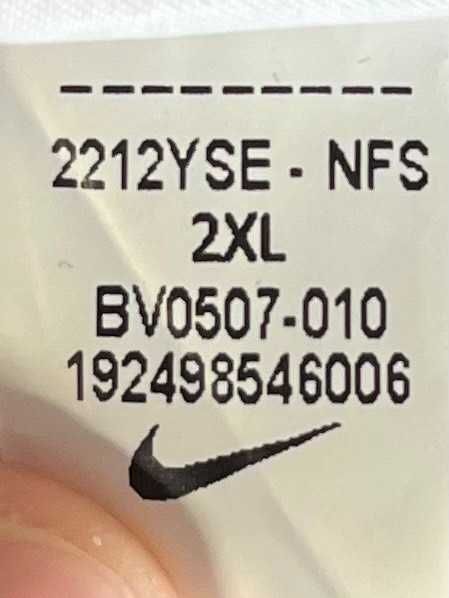 ----------
2212YSE - NFS
2XL
BV0507-010
192498546006